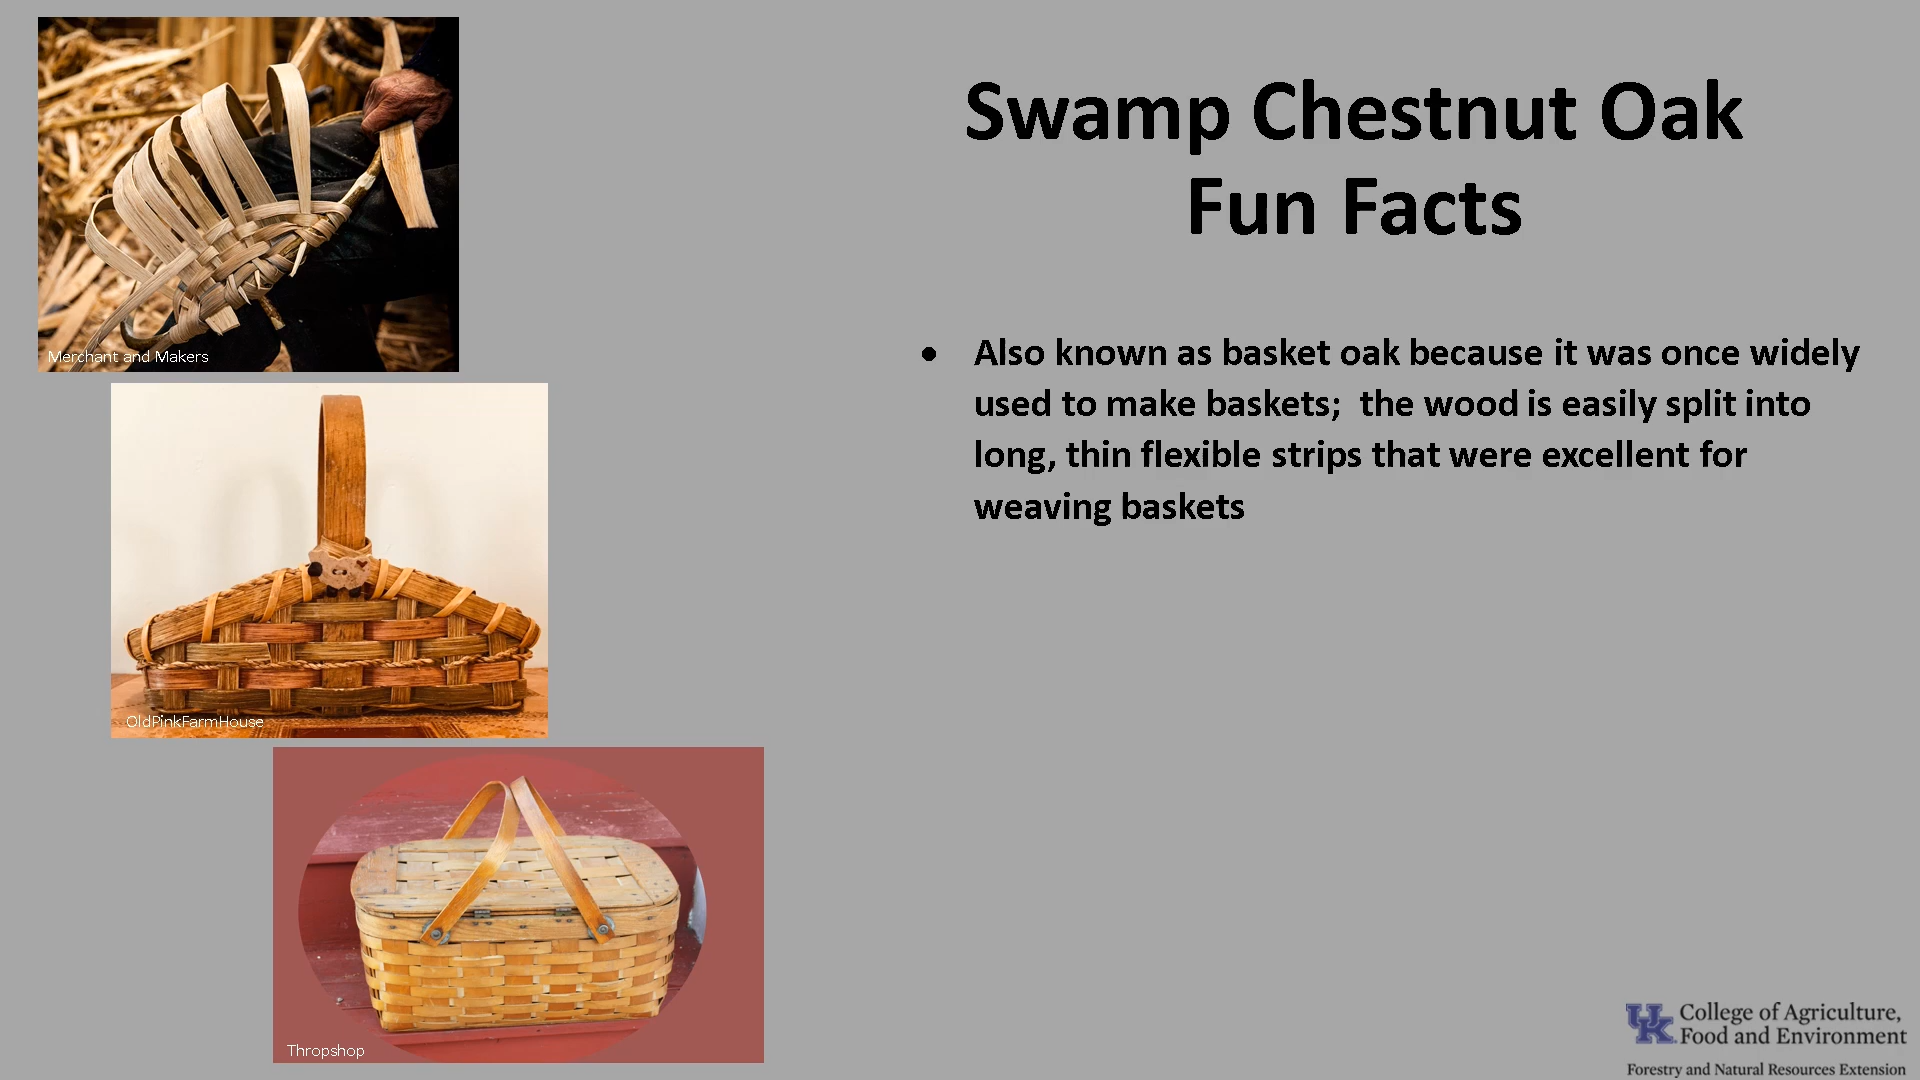 Swamp Chestnut Oak
Fun Facts
• Also known as basket oak because it was once widely
used to make baskets;  the wood is easily split into
long, thin flexible strips that were excellent for
weaving baskets
Merchant and Makers
OldPinkFarmHouse
Thropshop
UK College of Agriculture,
Food and Environment
Forestry and Natural Resources Extension